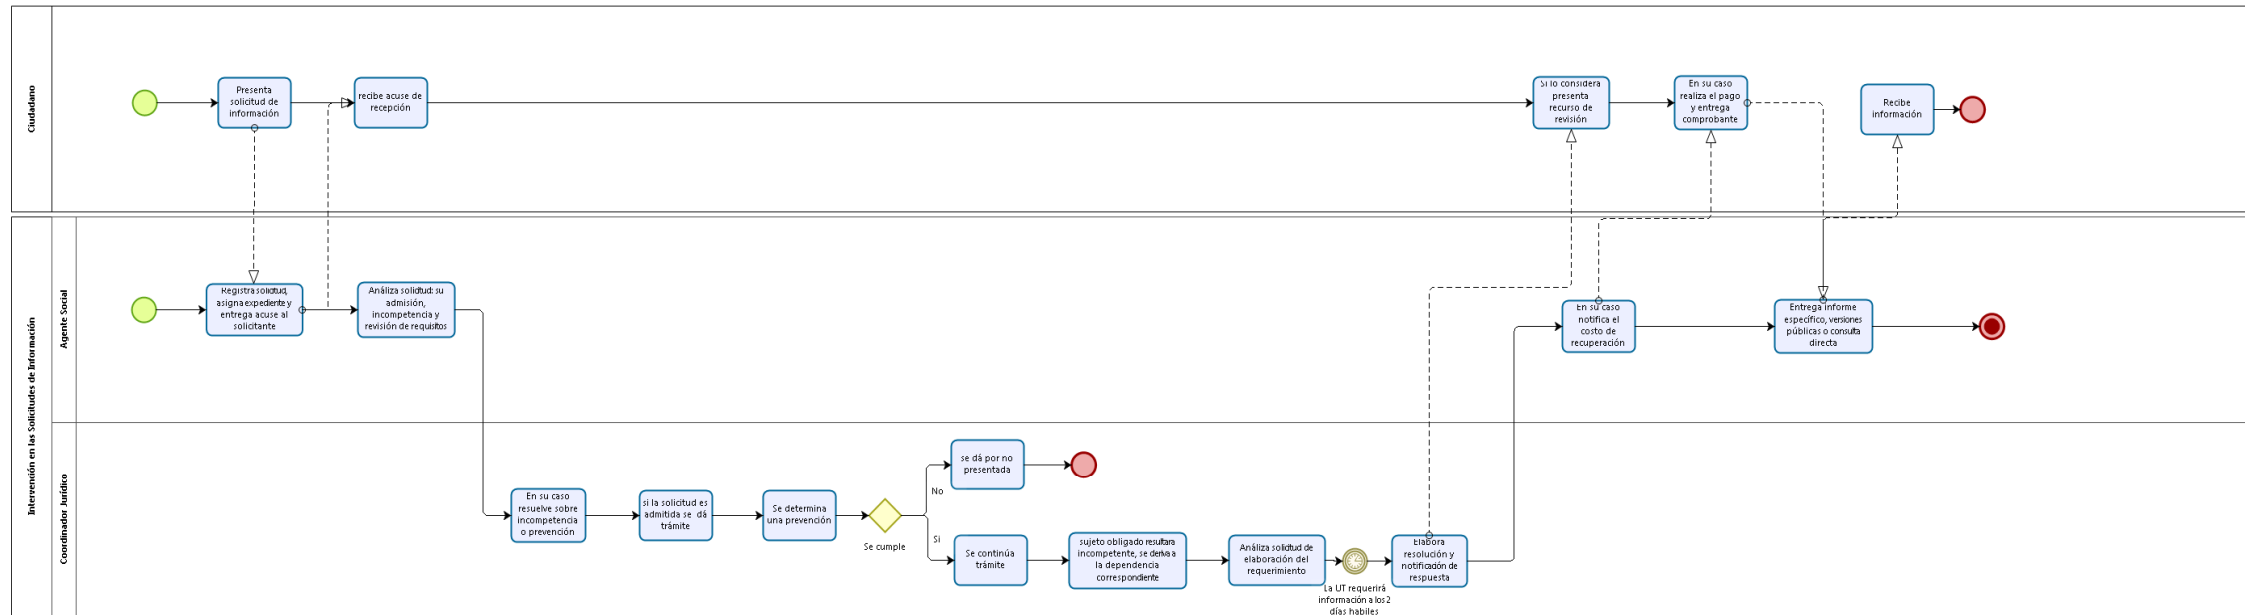 Ciudadano
Presenta
solicitud de
información
recibe acuse de
recepción
Si lo considera
presenta
recurso de
revisión
En su caso
realiza el pago
y entrega
comprobante
Recibe
información
Intervención en las Solicitudes de Información
Agente Social
Registra solicitud,
asigna expediente y
entrega acuse al
solicitante
Análiza solicitud: su
admisión,
incompetencia y
revisión de requisitos
En su caso
notifica el
costo de
recuperación
Entrega informe
específico, versiones
públicas o consulta
directa
Coordinador Jurídico
En su caso
resuelve sobre
incompetencia
o prevención
si la solicitud es
admitida se dá
trámite
Se determina
una prevención
Se cumple
No
se dá por no
presentada
Si
Se continúa
trámite
sujeto obligado resultara
incompetente, se deriva a
la dependencia
correspondiente
Análiza solicitud de
elaboración del
requerimiento
La UT requerirá
información a los 2
días habiles
Elabora
resolución y
notificación de
respuesta